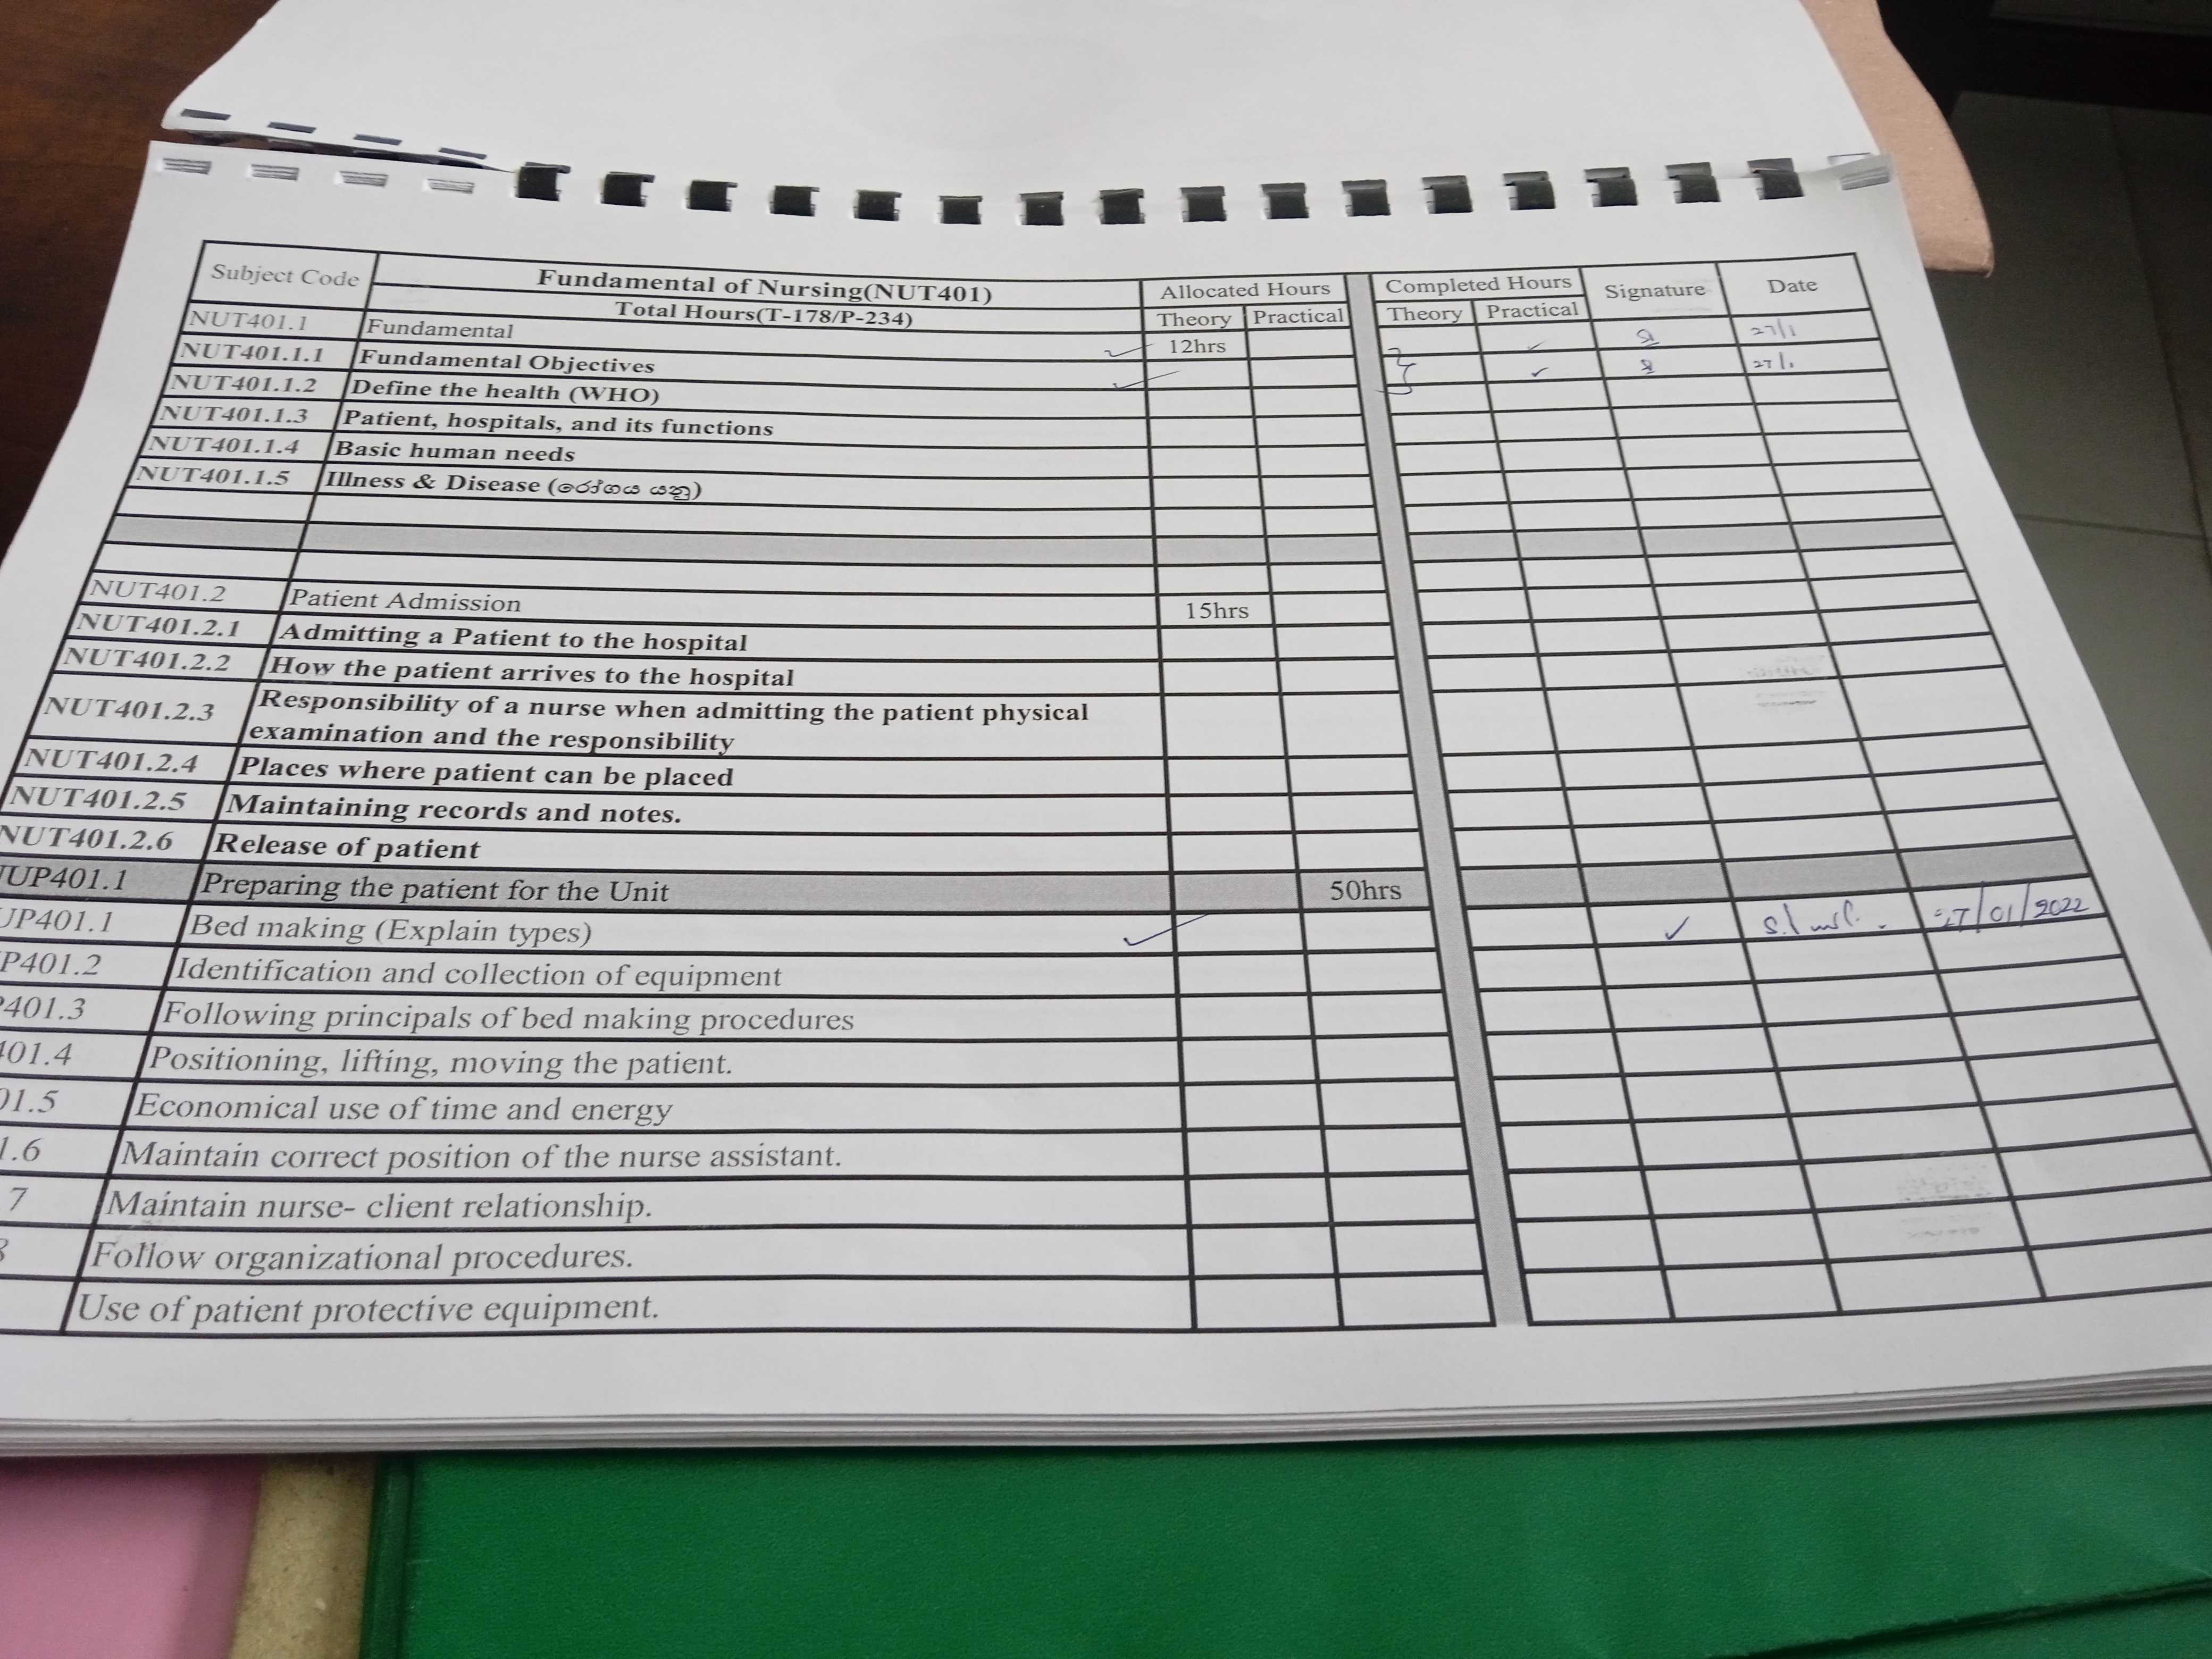 Subject Code Fundamental of Nursing(NUT401) Allocated Hours Completed Hours Signature Date
Total Hours(T-178/P-234) Theory Practical Theory Practical
NUT401.1 Fundamental 12hrs 27/1
NUT401.1.1 Fundamental Objectives 27/1
NUT401.1.2 Define the health (WHO)
NUT401.1.3 Patient, hospitals, and its functions
NUT401.1.4 Basic human needs
NUT401.1.5 Illness & Disease (රෝගය යනු)
NUT401.2 Patient Admission 15hrs
NUT401.2.1 Admitting a Patient to the hospital
NUT401.2.2 How the patient arrives to the hospital
NUT401.2.3 Responsibility of a nurse when admitting the patient physical
examination and the responsibility
NUT401.2.4 Places where patient can be placed
NUT401.2.5 Maintaining records and notes.
NUT401.2.6 Release of patient
UP401.1 Preparing the patient for the Unit 50hrs
UP401.1 Bed making (Explain types) 27/01/2022
P401.2 Identification and collection of equipment
401.3 Following principals of bed making procedures
401.4 Positioning, lifting, moving the patient.
01.5 Economical use of time and energy
1.6 Maintain correct position of the nurse assistant.
7 Maintain nurse- client relationship.
8 Follow organizational procedures.
Use of patient protective equipment.